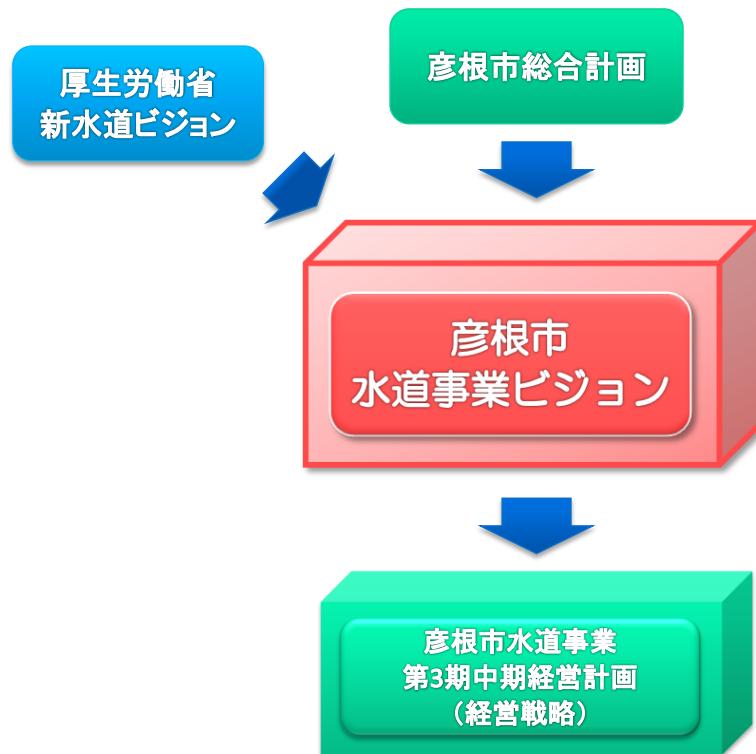 厚生労働省
新水道ビジョン
彦根市総合計画
彦根市
水道事業ビジョン
彦根市水道事業
第3期中期経営計画
（経営戦略）